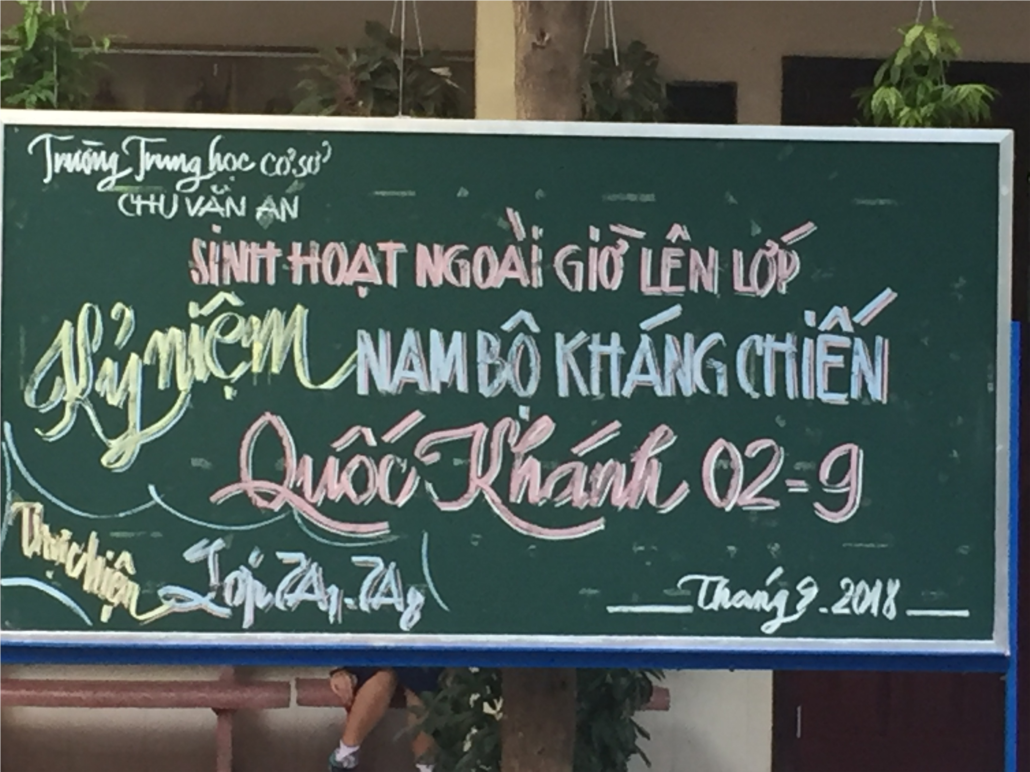 Trường Trung học cơ sở
CHU VĂN AN
SINH HOẠT NGOÀI GIỜ LÊN LỚP
Kỷ niệm NAM BỘ KHÁNG CHIẾN
Quốc Khánh 02-9
Thực hiện Lớp 7A1-7A8
Tháng 9-2018